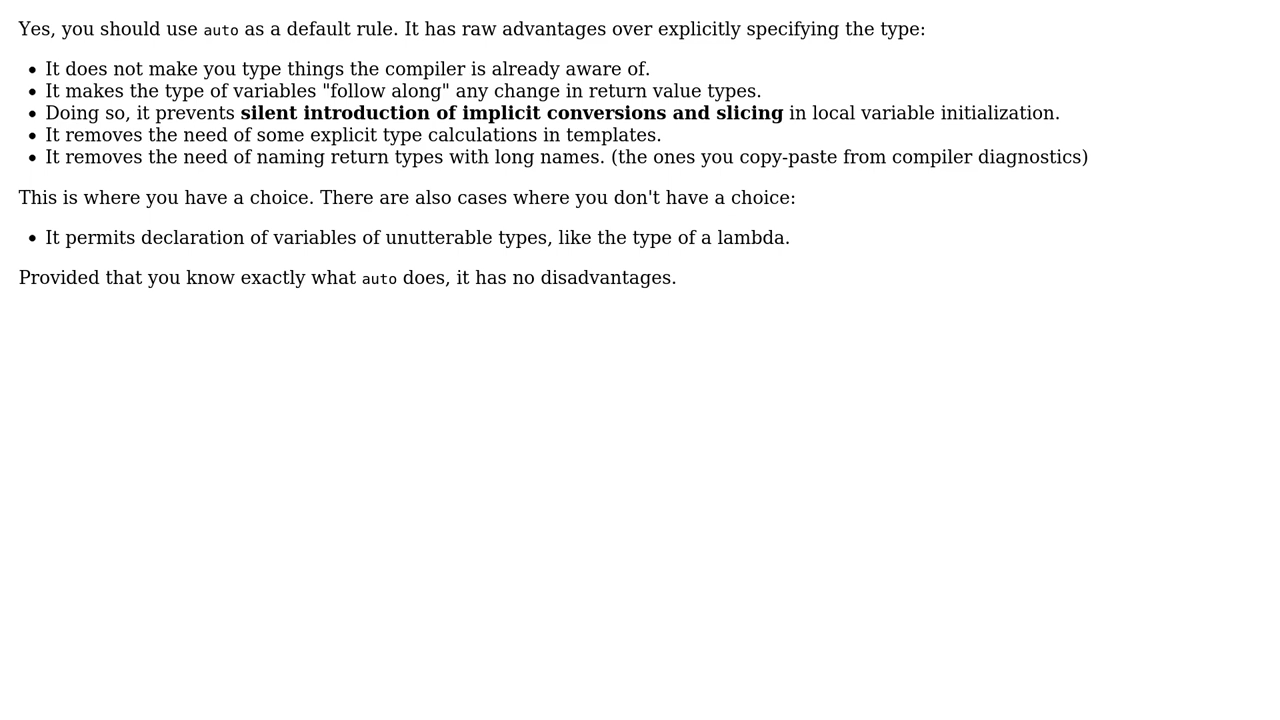 Yes, you should use auto as a default rule. It has raw advantages over explicitly specifying the type:
• It does not make you type things the compiler is already aware of.
• It makes the type of variables "follow along" any change in return value types.
• Doing so, it prevents silent introduction of implicit conversions and slicing in local variable initialization.
• It removes the need of some explicit type calculations in templates.
• It removes the need of naming return types with long names. (the ones you copy-paste from compiler diagnostics)
This is where you have a choice. There are also cases where you don't have a choice:
• It permits declaration of variables of unutterable types, like the type of a lambda.
Provided that you know exactly what auto does, it has no disadvantages.